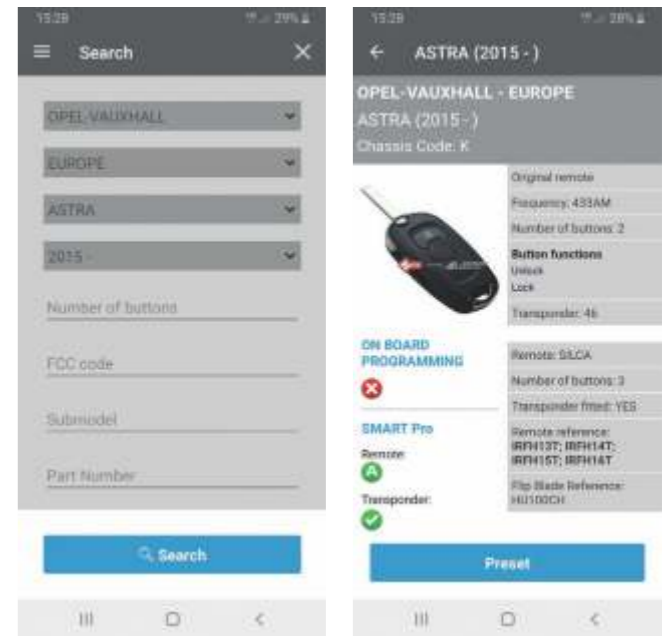 15:28
29%
Search
OPEL-VAUXHALL
EUROPE
ASTRA
2015 -
Number of buttons
FCC code
Submodel
Part Number
Search
15:28
28%
ASTRA (2015 - )
OPEL-VAUXHALL - EUROPE
ASTRA (2015 - )
Chassis Code: K
Original remote
Frequency: 433AM
Number of buttons: 2
Button functions
Unlock
Lock
Transponder: 46
ON BOARD
PROGRAMMING
SMART Pro
Remote:
A
Transponder:
Remote: SILCA
Number of buttons: 3
Transponder fitted: YES
Remote reference:
IRFH13T; IRFH14T;
IRFH15T; IRFH16T
Flip Blade Reference:
HU100CH
Preset